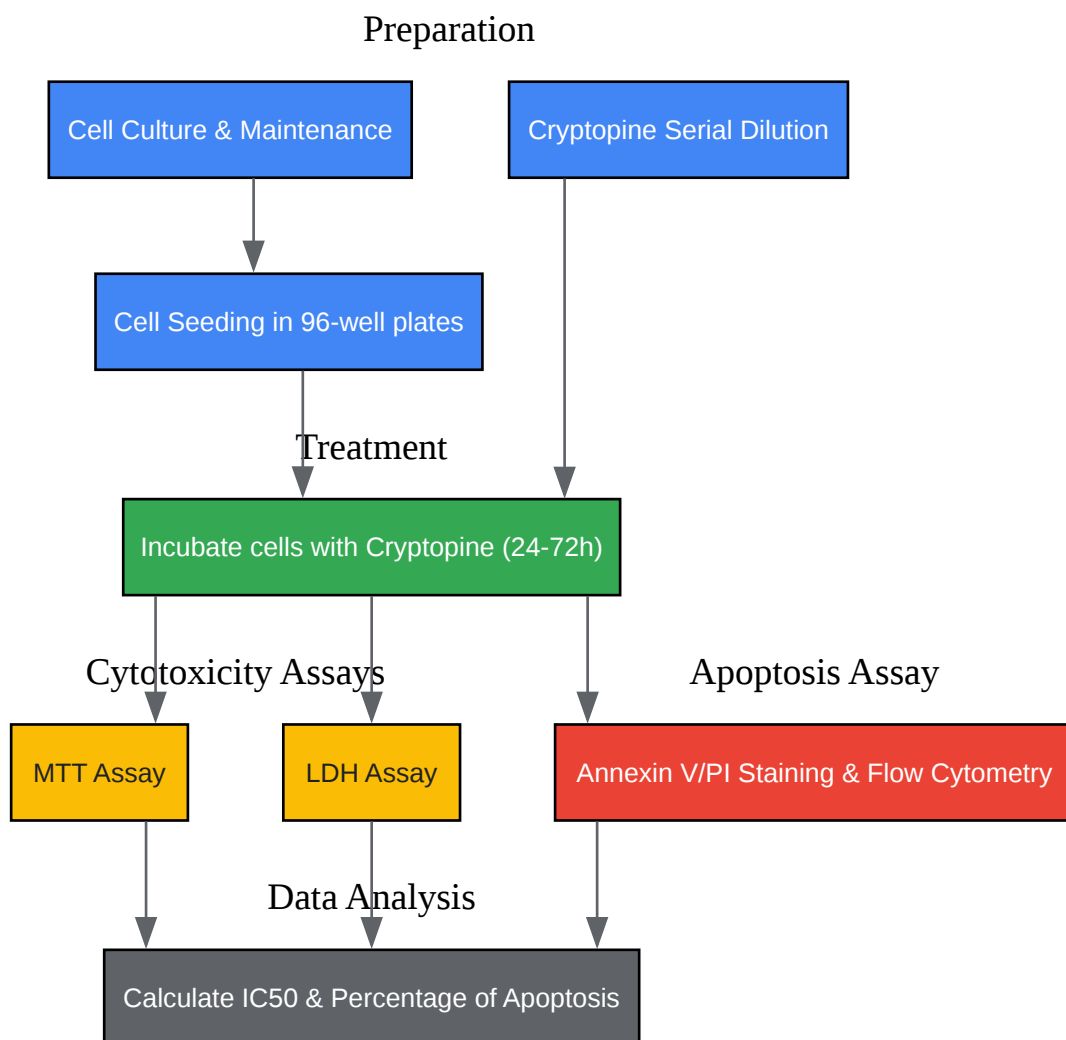 Preparation
Cell Culture & Maintenance
Cryptopine Serial Dilution
Cell Seeding in 96-well plates
Treatment
Incubate cells with Cryptopine (24-72h)
Cytotoxicity Assays
Apoptosis Assay
MTT Assay
LDH Assay
Annexin V/PI Staining & Flow Cytometry
Data Analysis
Calculate IC50 & Percentage of Apoptosis